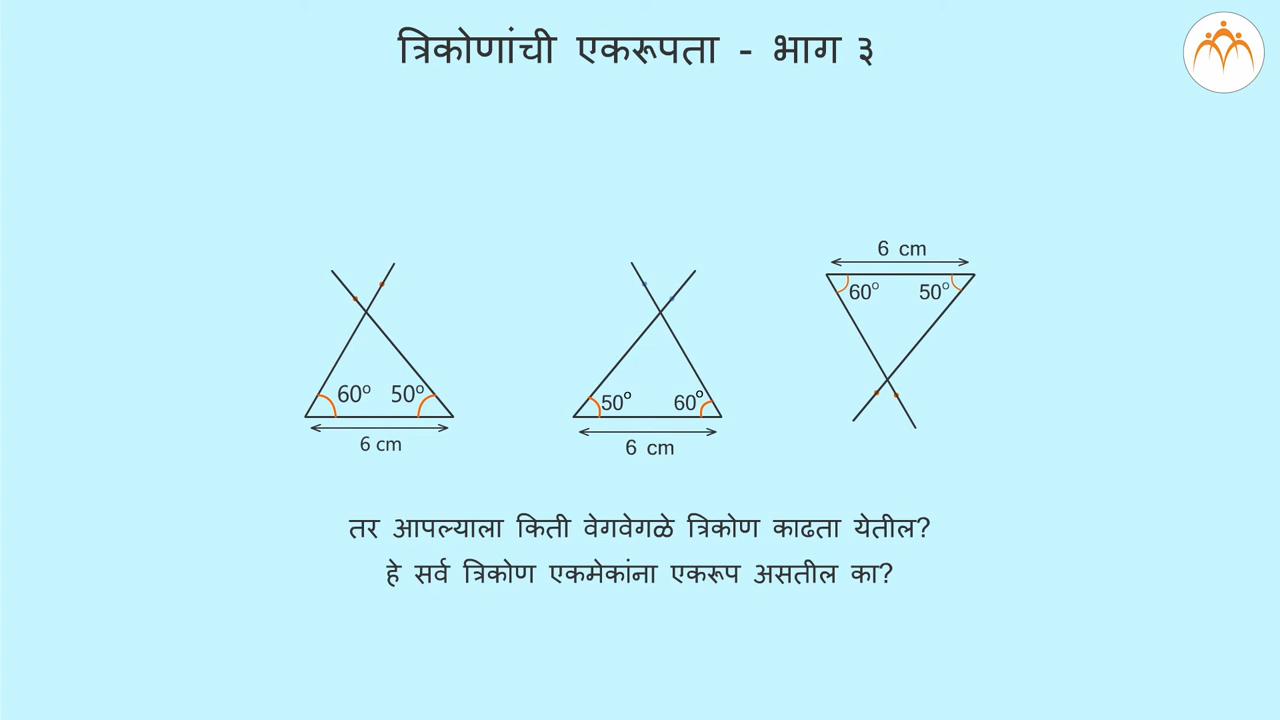 त्रिकोणांची एकरूपता - भाग ३
6 cm
60° 50°
60° 50°
6 cm
50° 60°
6 cm
तर आपल्याला किती वेगवेगळे त्रिकोण काढता येतील?
हे सर्व त्रिकोण एकमेकांना एकरूप असतील का?